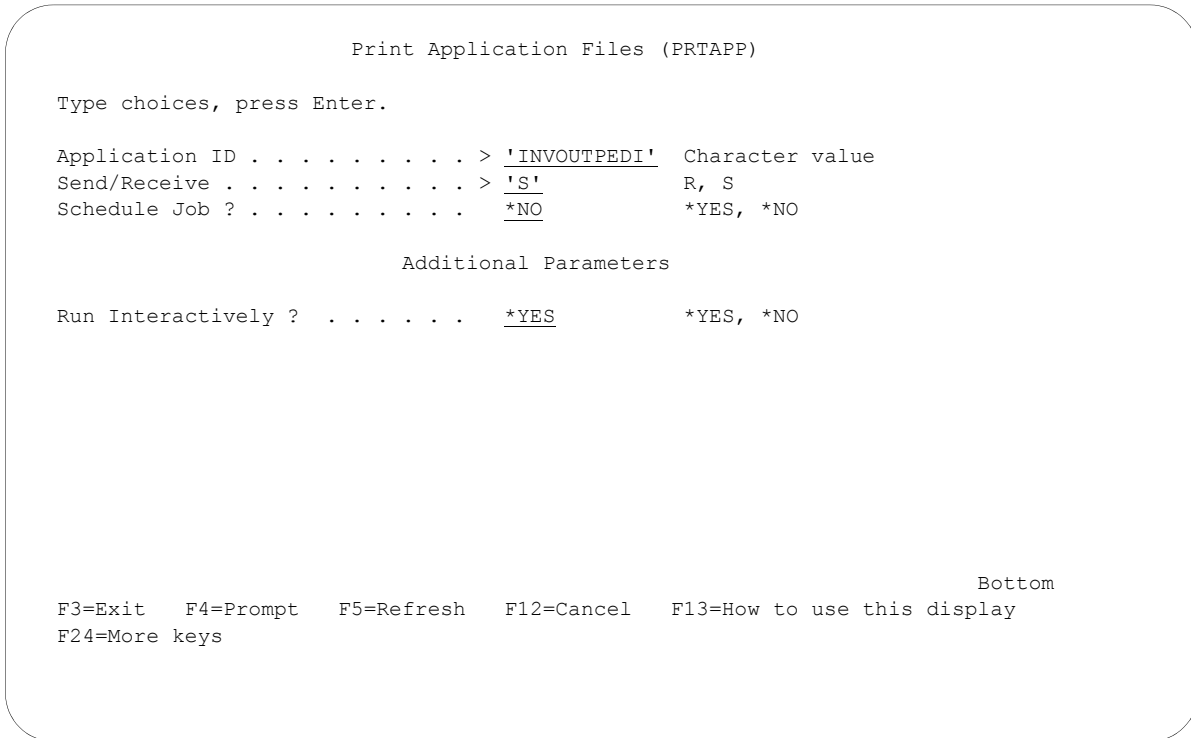 Print Application Files (PRTAPP)
Type choices, press Enter.
Application ID . . . . . . . . . > 'INVOUTPEDI' Character value
Send/Receive . . . . . . . . . . > 'S' R, S
Schedule Job ? . . . . . . . . . *NO *YES, *NO
Additional Parameters
Run Interactively ? . . . . . . *YES *YES, *NO
Bottom
F3=Exit F4=Prompt F5=Refresh F12=Cancel F13=How to use this display
F24=More keys